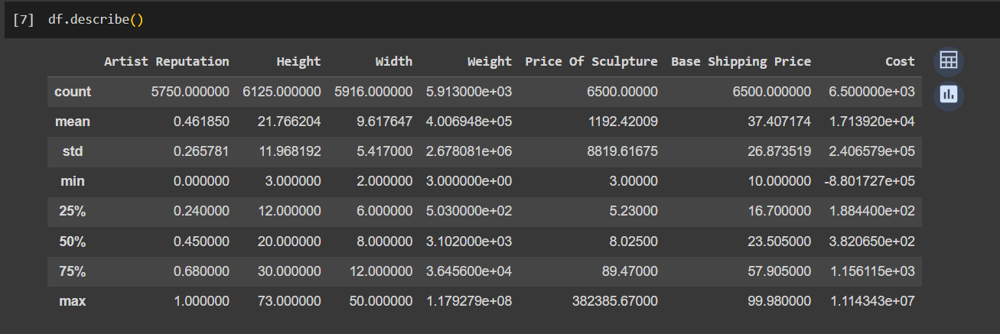 [7] df.describe()
Artist Reputation Height Width Weight Price Of Sculpture Base Shipping Price Cost
count 5750.000000 6125.000000 5916.000000 5.913000e+03 6500.00000 6500.000000 6.500000e+03
mean 0.461850 21.766204 9.617647 4.006948e+05 1192.42009 37.407174 1.713920e+04
std 0.265781 11.968192 5.417000 2.678081e+06 8819.61675 26.873519 2.406579e+05
min 0.000000 3.000000 2.000000 3.000000e+00 3.00000 10.000000 -8.801727e+05
25% 0.240000 12.000000 6.000000 5.030000e+02 5.23000 16.700000 1.884400e+02
50% 0.450000 20.000000 8.000000 3.102000e+03 8.02500 23.505000 3.820650e+02
75% 0.680000 30.000000 12.000000 3.645600e+04 89.47000 57.905000 1.156115e+03
max 1.000000 73.000000 50.000000 1.179279e+08 382385.67000 99.980000 1.114343e+07